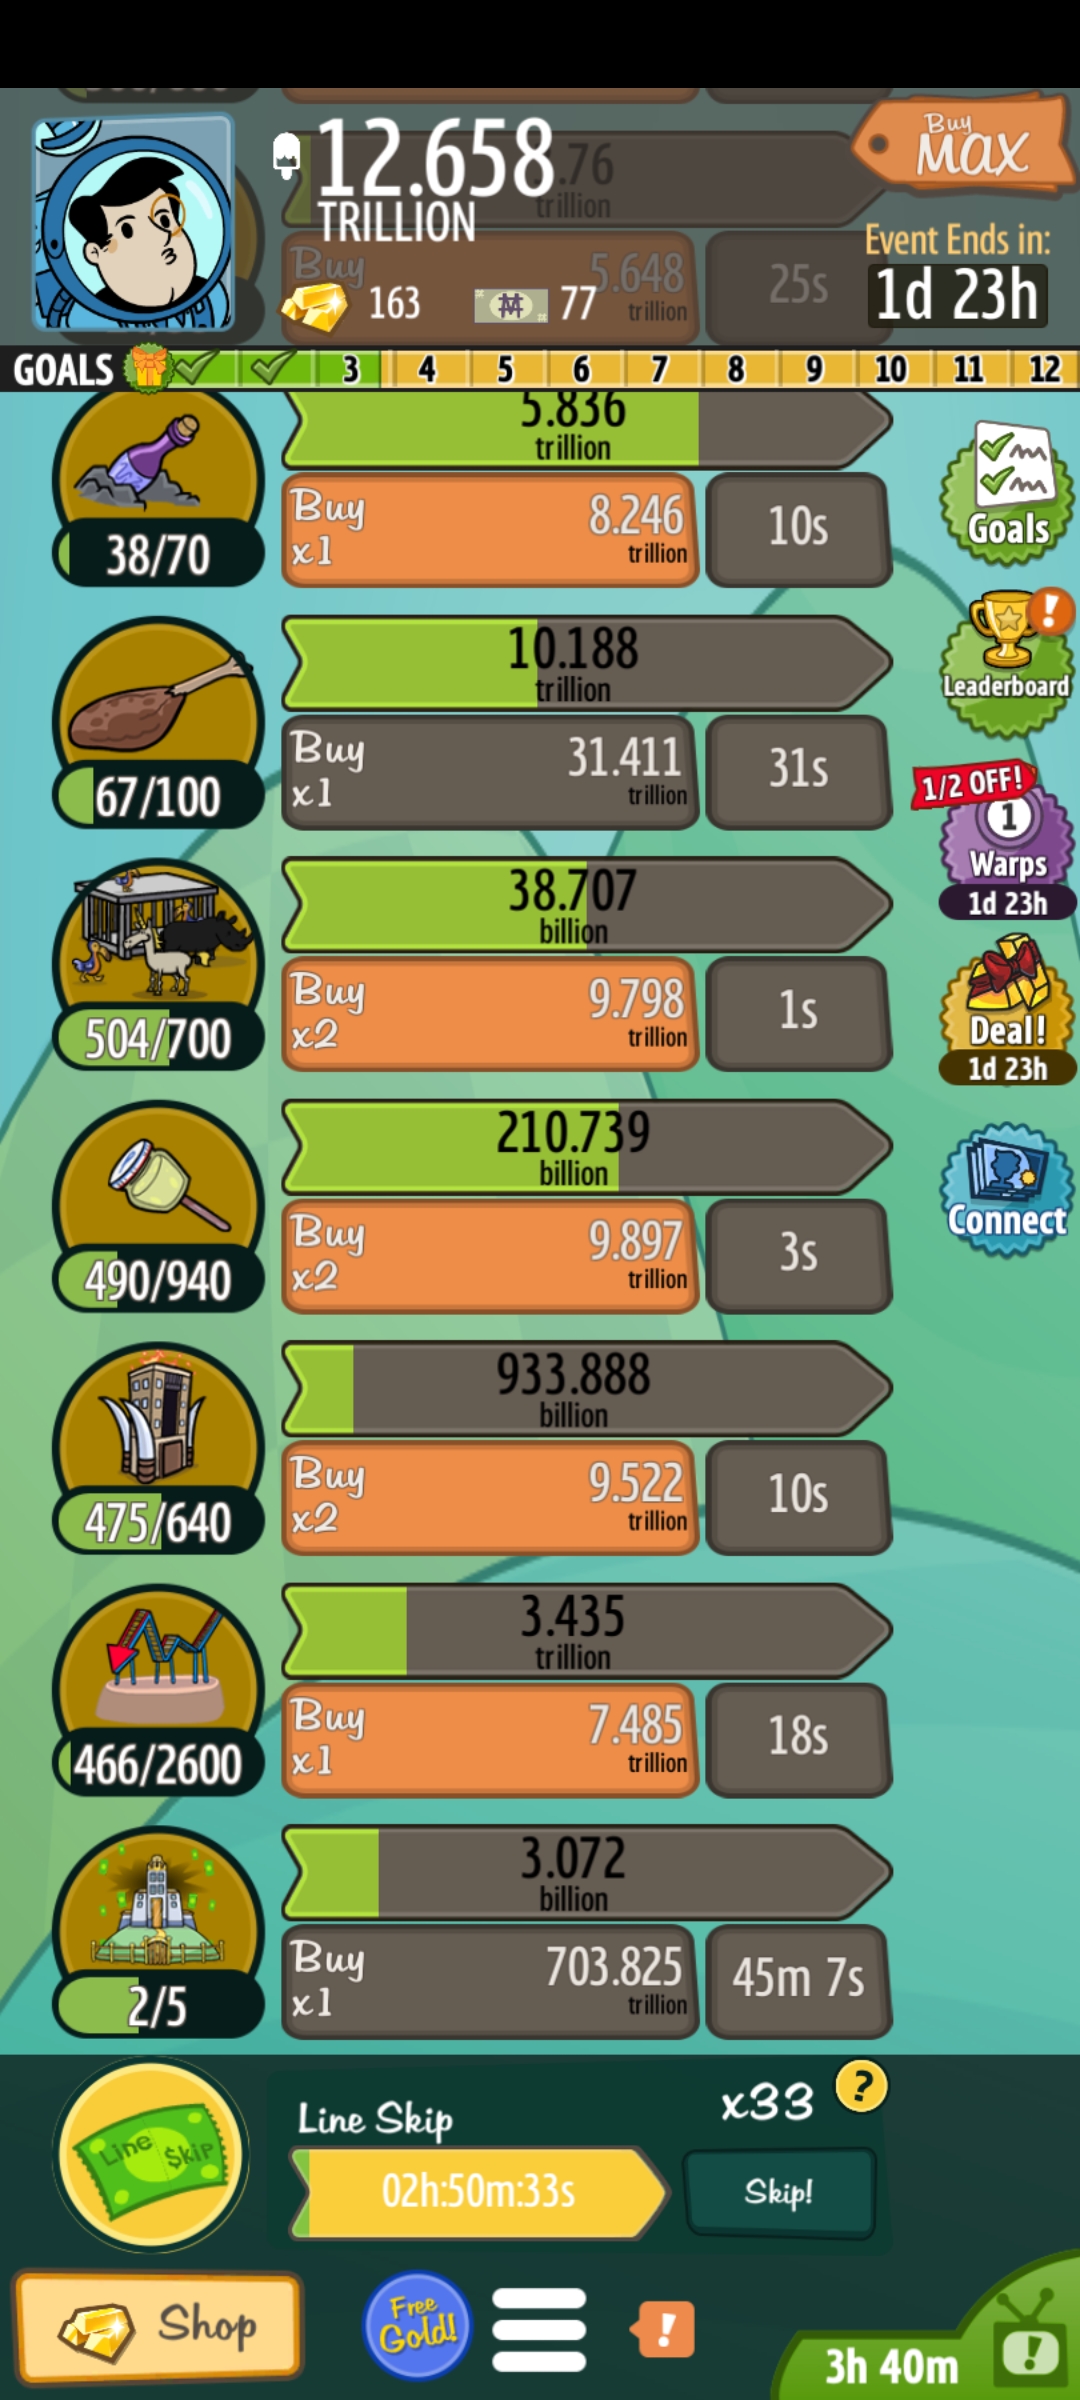 12.658
TRILLION
.76
trillion
Buy
5.648
trillion
25s
163
77
Buy
MAX
Event Ends in:
1d 23h
GOALS
3
4
5
6
7
8
9
10
11
12
5.836
trillion
Buy
x1
8.246
trillion
10s
38/70
10.188
trillion
Buy
x1
31.411
trillion
31s
67/100
38.707
billion
Buy
x2
9.798
trillion
1s
504/700
210.739
billion
Buy
x2
9.897
trillion
3s
490/940
933.888
billion
Buy
x2
9.522
trillion
10s
475/640
3.435
trillion
Buy
x1
7.485
trillion
18s
466/2600
3.072
billion
Buy
x1
703.825
trillion
45m 7s
2/5
Goals
!
Leaderboard
1/2 OFF!
1
Warps
1d 23h
Deal!
1d 23h
Connect
Line $kip
Line Skip
x33
?
02h:50m:33s
Skip!
Shop
Free
Gold!
!
3h 40m
!